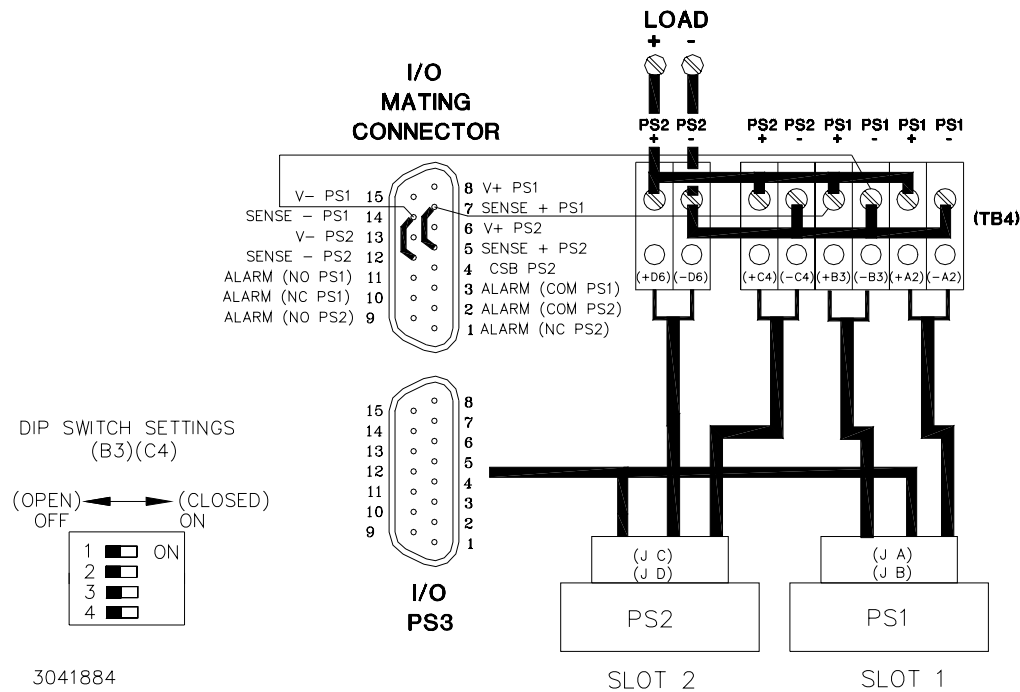 LOAD
+ -
I/O
MATING
CONNECTOR
PS2 PS2 PS2 PS2 PS1 PS1 PS1 PS1
+ - + - + - + -
V- PS1 15
SENSE - PS1 14
V- PS2 13
SENSE - PS2 12
ALARM (NO PS1) 11
ALARM (NC PS1) 10
ALARM (NO PS2) 9
8 V+ PS1
7 SENSE + PS1
6 V+ PS2
5 SENSE + PS2
4 CSB PS2
3 ALARM (COM PS1)
2 ALARM (COM PS2)
1 ALARM (NC PS2)
(TB4)
(+D6) (-D6) (+C4) (-C4) (+B3) (-B3) (+A2) (-A2)
15
14
13
12
11
10
9
8
7
6
5
4
3
2
1
I/O
PS3
DIP SWITCH SETTINGS
(B3)(C4)
(OPEN) (CLOSED)
OFF ON
1 ON
2
3
4
(J C)
(J D)
PS2
SLOT 2
(J A)
(J B)
PS1
SLOT 1
3041884